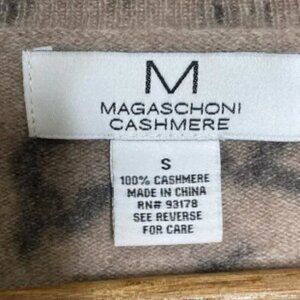 M
MAGASCHONI
CASHMERE
S
100% CASHMERE
MADE IN CHINA
RN# 93178
SEE REVERSE
FOR CARE